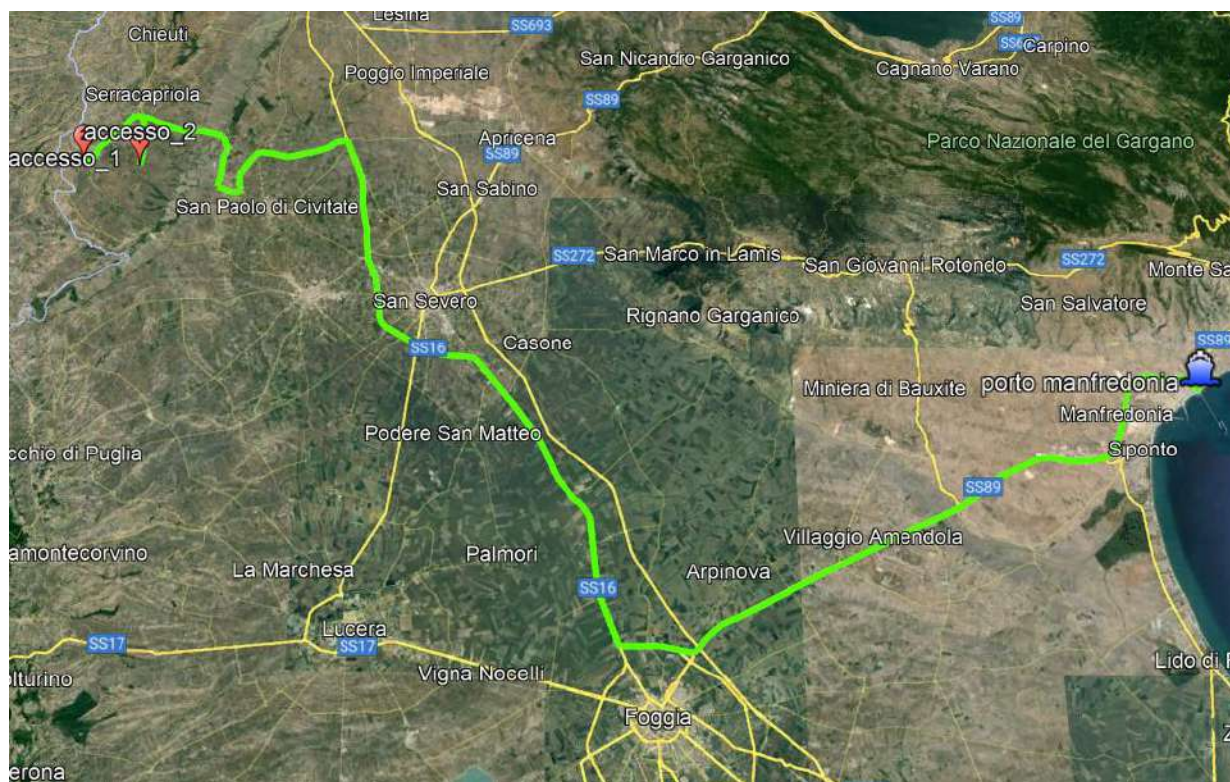 Lesina
SS693
SS89
Chieuti
San Nicandro Garganico
Carpino
Cagnano Varano
Poggio Imperiale
Serracapriola
SS89
accesso_2
Apricena
Parco Nazionale del Gargano
accesso_1
SS89
San Sabino
San Paolo di Civitate
SS272
San Marco in Lamis
San Giovanni Rotondo
SS272
Monte Sa
San Severo
San Salvatore
Rignano Garganico
SS16
Casone
SS89
Miniera di Bauxite
porto manfredonia
Manfredonia
Podere San Matteo
Siponto
cchio di Puglia
SS89
Villaggio Amendola
amontecorvino
Palmori
La Marchesa
Arpinova
SS16
Lucera
SS17
SS17
Vigna Nocelli
Lido di
olturino
Foggia
erona